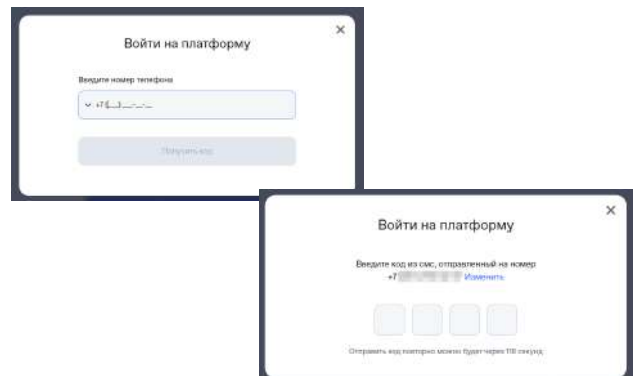 Войти на платформу
Введите номер телефона
+7 (___) ___-__-__
Получить код
Войти на платформу
Введите код из смс, отправленный на номер
+7 Изменить
Отправить код повторно можно будет через 110 секунд